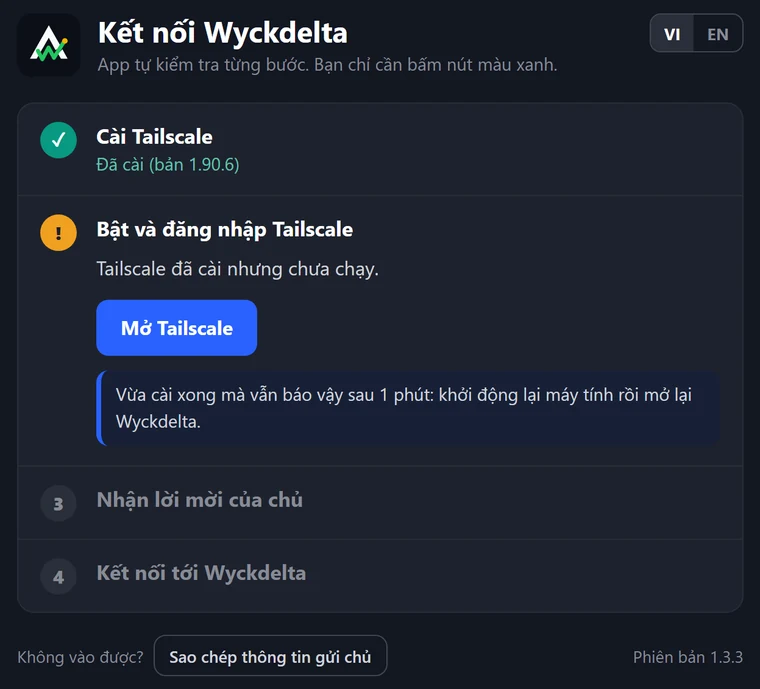 Kết nối Wyckdelta
VI EN
App tự kiểm tra từng bước. Bạn chỉ cần bấm nút màu xanh.
Cài Tailscale
Đã cài (bản 1.90.6)
!
Bật và đăng nhập Tailscale
Tailscale đã cài nhưng chưa chạy.
Mở Tailscale
Vừa cài xong mà vẫn báo vậy sau 1 phút: khởi động lại máy tính rồi mở lại
Wyckdelta.
3 Nhận lời mời của chủ
4 Kết nối tới Wyckdelta
Không vào được? Sao chép thông tin gửi chủ Phiên bản 1.3.3